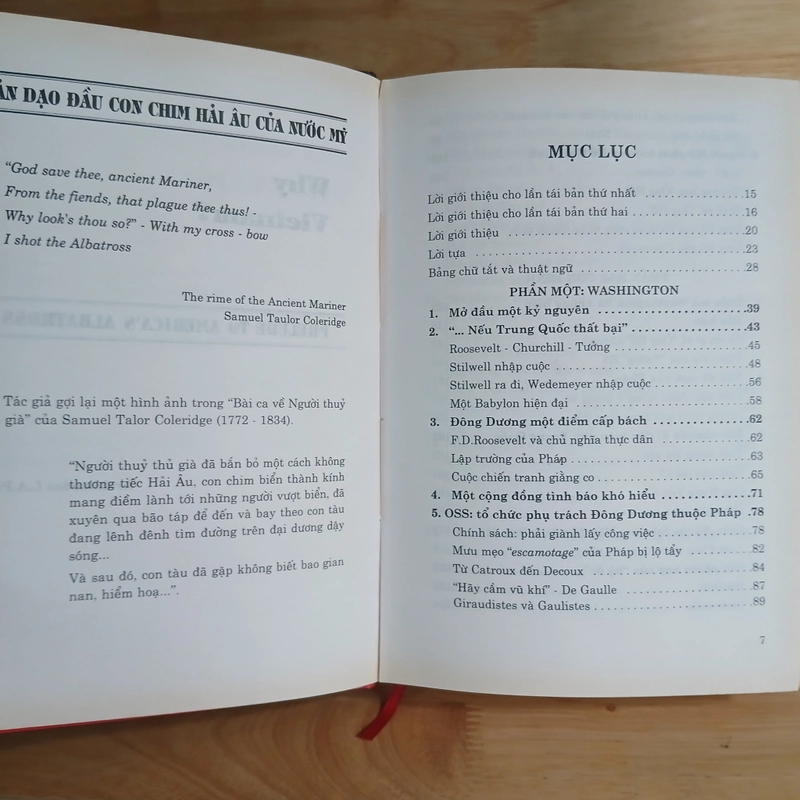 ẢN DẠO ĐẦU CON CHIM HẢI ÂU CỦA NƯỚC MỸ
“God save thee, ancient Mariner,
From the fiends, that plague thee thus! -
Why look's thou so?” - With my cross - bow
I shot the Albatross
The rime of the Ancient Mariner
Samuel Taulor Coleridge
Tác giả gợi lại một hình ảnh trong “Bài ca về Người thuỷ
già” của Samuel Talor Coleridge (1772 - 1834).
“Người thuỷ thủ già đã bắn bỏ một cách không
thương tiếc Hải Âu, con chim biển thành kính
mang điểm lành tới những người vượt biển, đã
xuyên qua bão táp để đến và bay theo con tàu
đang lênh đênh tìm đường trên đại dương dậy
sóng...
Và sau đó, con tàu đã gặp không biết bao gian
nan, hiểm hoạ...”.
MỤC LỤC
Lời giới thiệu cho lần tái bản thứ nhất ....................15
Lời giới thiệu cho lần tái bản thứ hai ....................16
Lời giới thiệu ....................20
Lời tựa ....................23
Bảng chữ tắt và thuật ngữ ....................28
PHẦN MỘT: WASHINGTON
1. Mở đầu một kỷ nguyên ....................39
2. “... Nếu Trung Quốc thất bại” ....................43
Roosevelt - Churchill - Tưởng ....................45
Stilwell nhập cuộc ....................48
Stilwell ra đi, Wedemeyer nhập cuộc ....................56
Một Babylon hiện đại ....................58
3. Đông Dương một điểm cấp bách ....................62
F.D.Roosevelt và chủ nghĩa thực dân ....................62
Lập trường của Pháp ....................63
Cuộc chiến tranh giằng co ....................65
4. Một cộng đồng tình báo khó hiểu ....................71
5. OSS: tổ chức phụ trách Đông Dương thuộc Pháp .78
Chính sách: phải giành lấy công việc ....................78
Mưu mẹo “escamotage” của Pháp bị lộ tẩy ....................82
Từ Catroux đến Decoux ....................84
“Hãy cầm vũ khí” - De Gaulle ....................87
Giraudistes và Gaulistes ....................89
7